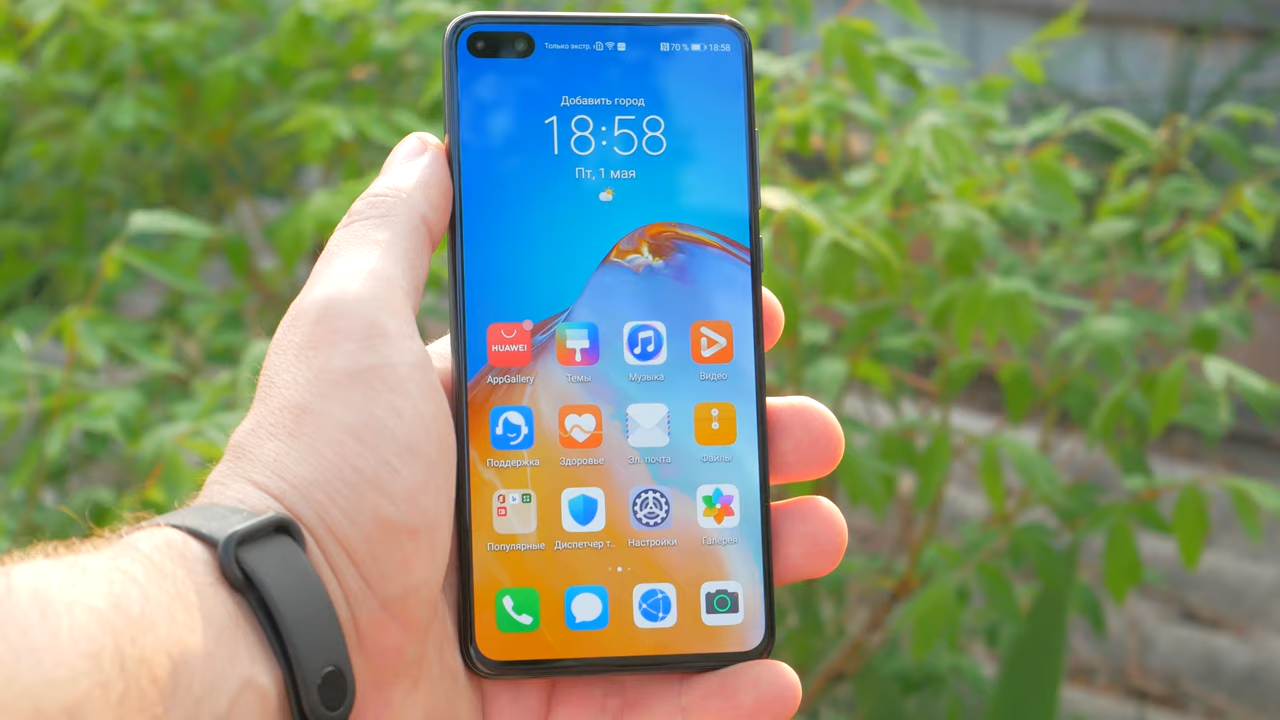 Только экстр.
70 %
18:58
Добавить город
18:58
Пт, 1 мая
HUAWEI
AppGallery
Темы
Музыка
Видео
Поддержка
Здоровье
Эл. почта
Файлы
Популярные
Диспетчер т..
Настройки
Галерея